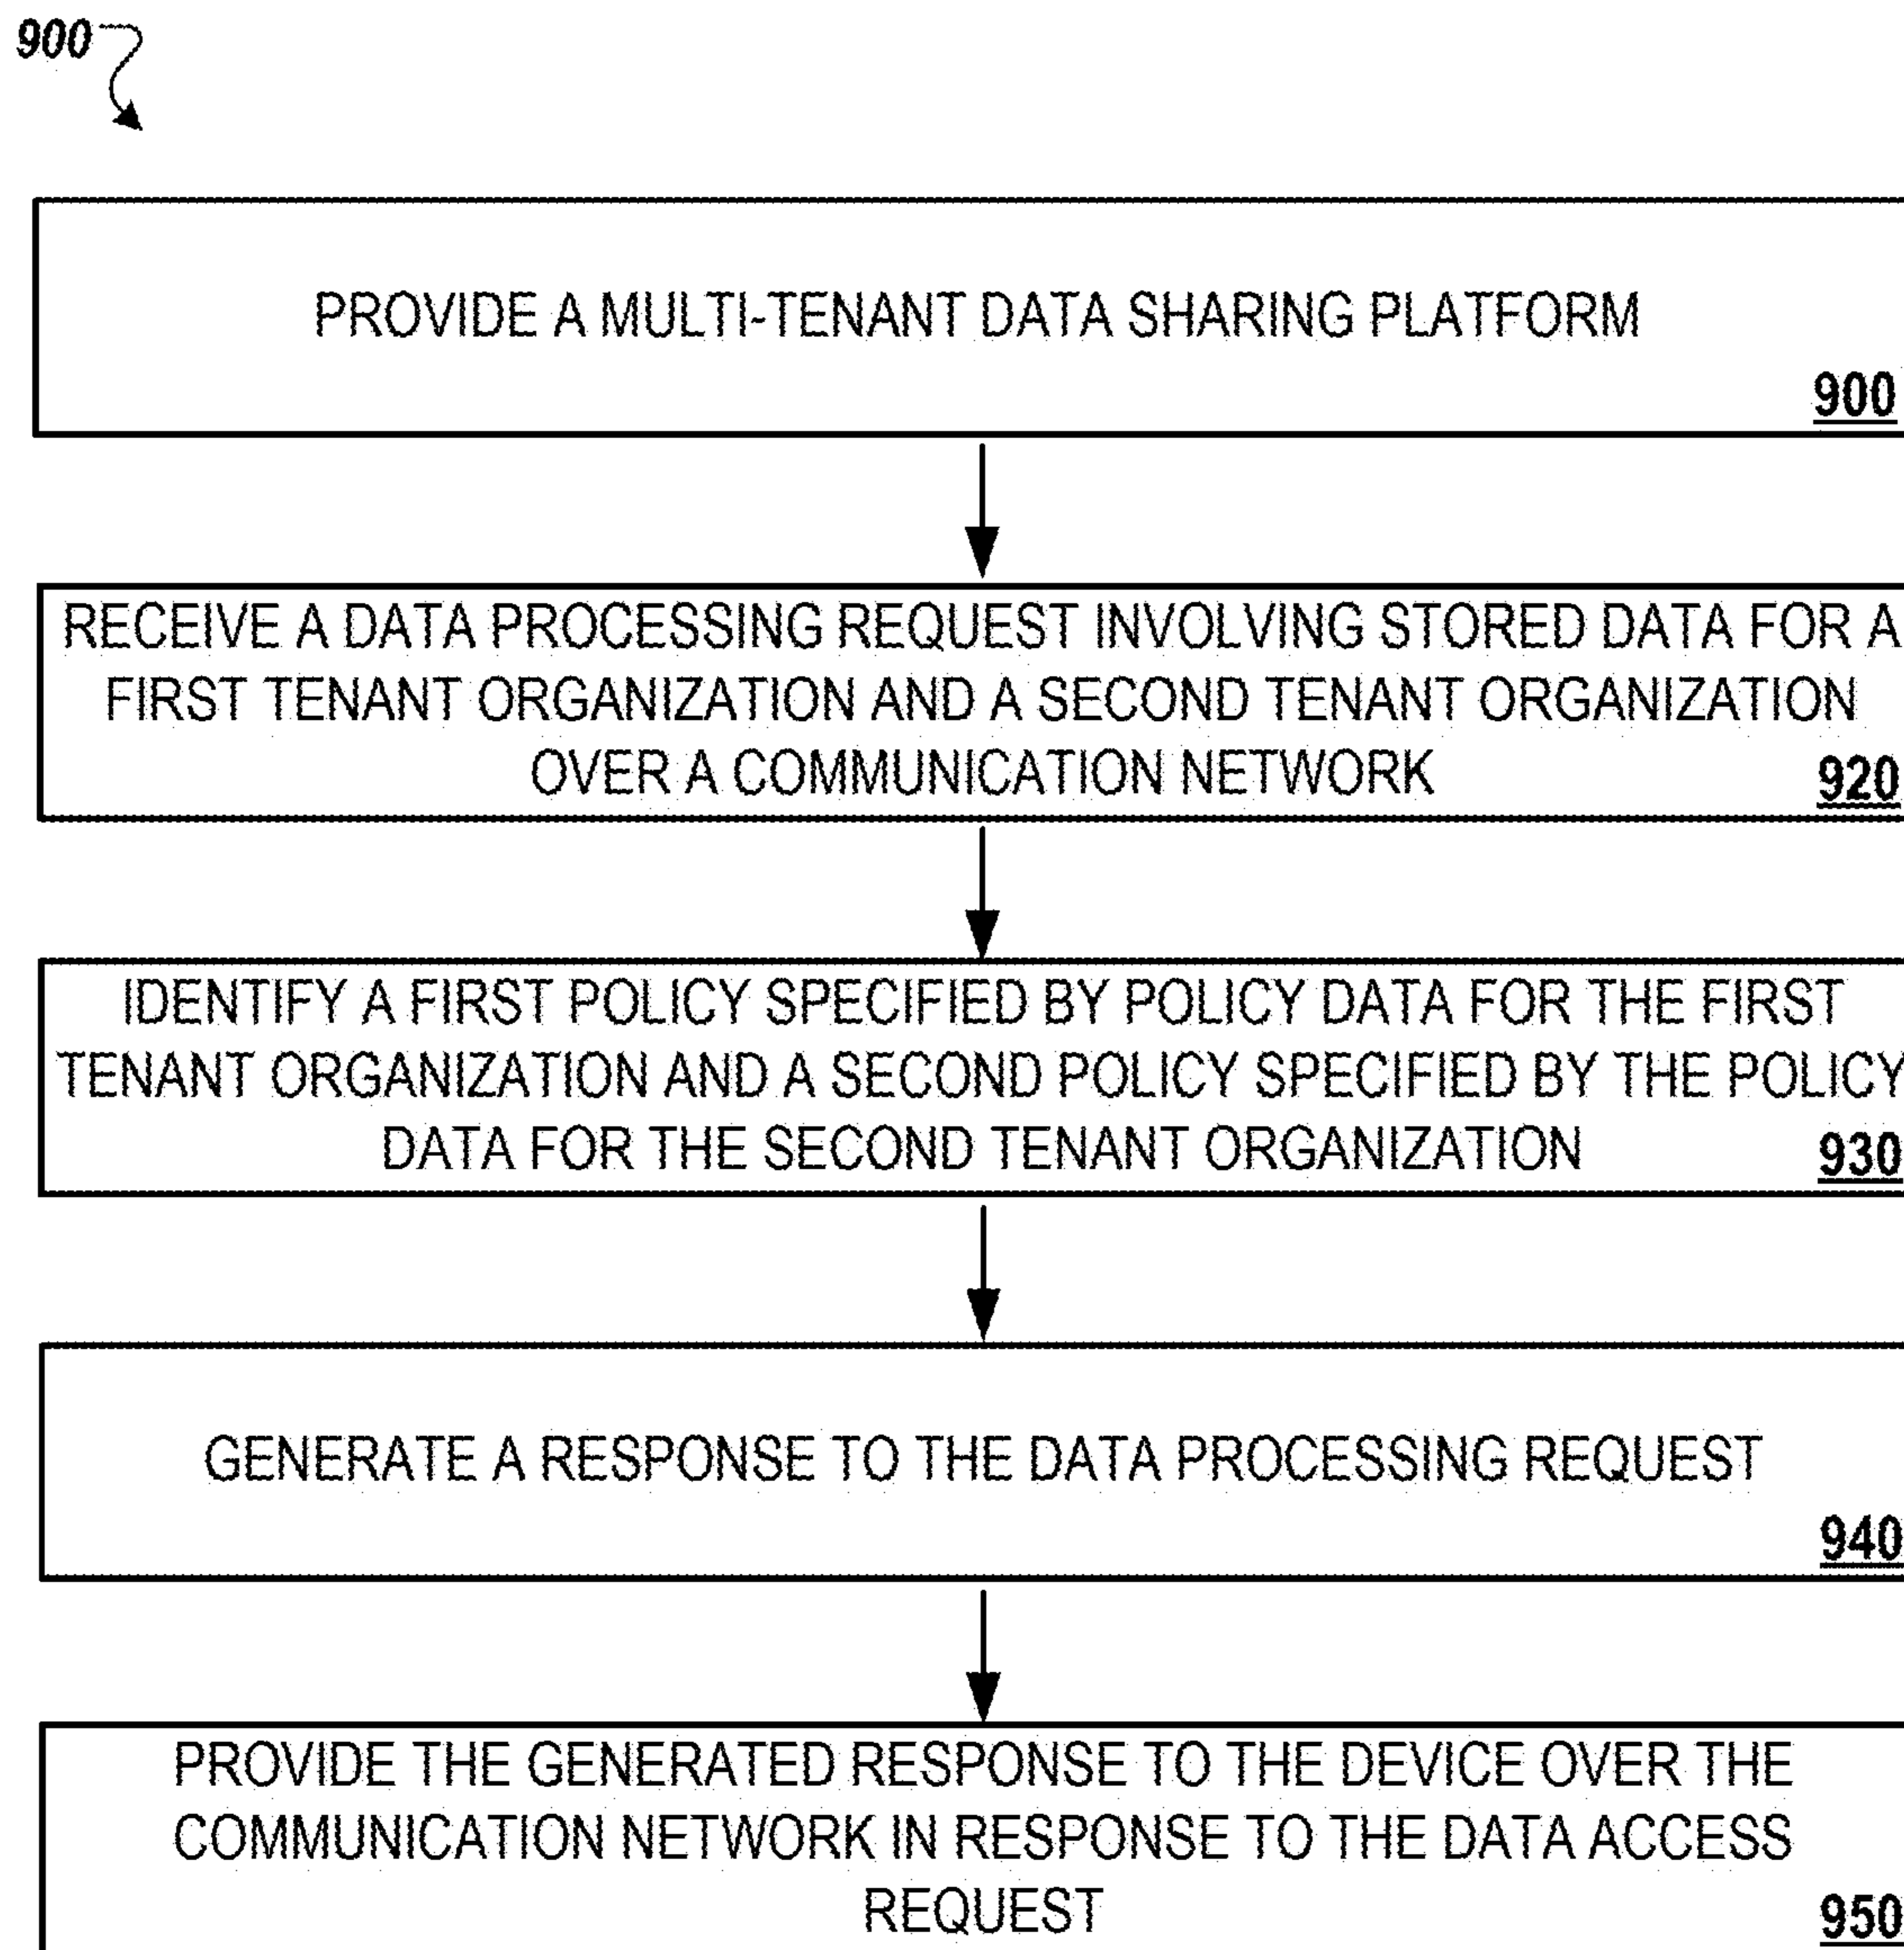 900
PROVIDE A MULTI-TENANT DATA SHARING PLATFORM
900
RECEIVE A DATA PROCESSING REQUEST INVOLVING STORED DATA FOR A
FIRST TENANT ORGANIZATION AND A SECOND TENANT ORGANIZATION
OVER A COMMUNICATION NETWORK
920
IDENTIFY A FIRST POLICY SPECIFIED BY POLICY DATA FOR THE FIRST
TENANT ORGANIZATION AND A SECOND POLICY SPECIFIED BY THE POLICY
DATA FOR THE SECOND TENANT ORGANIZATION
930
GENERATE A RESPONSE TO THE DATA PROCESSING REQUEST
940
PROVIDE THE GENERATED RESPONSE TO THE DEVICE OVER THE
COMMUNICATION NETWORK IN RESPONSE TO THE DATA ACCESS
REQUEST
950